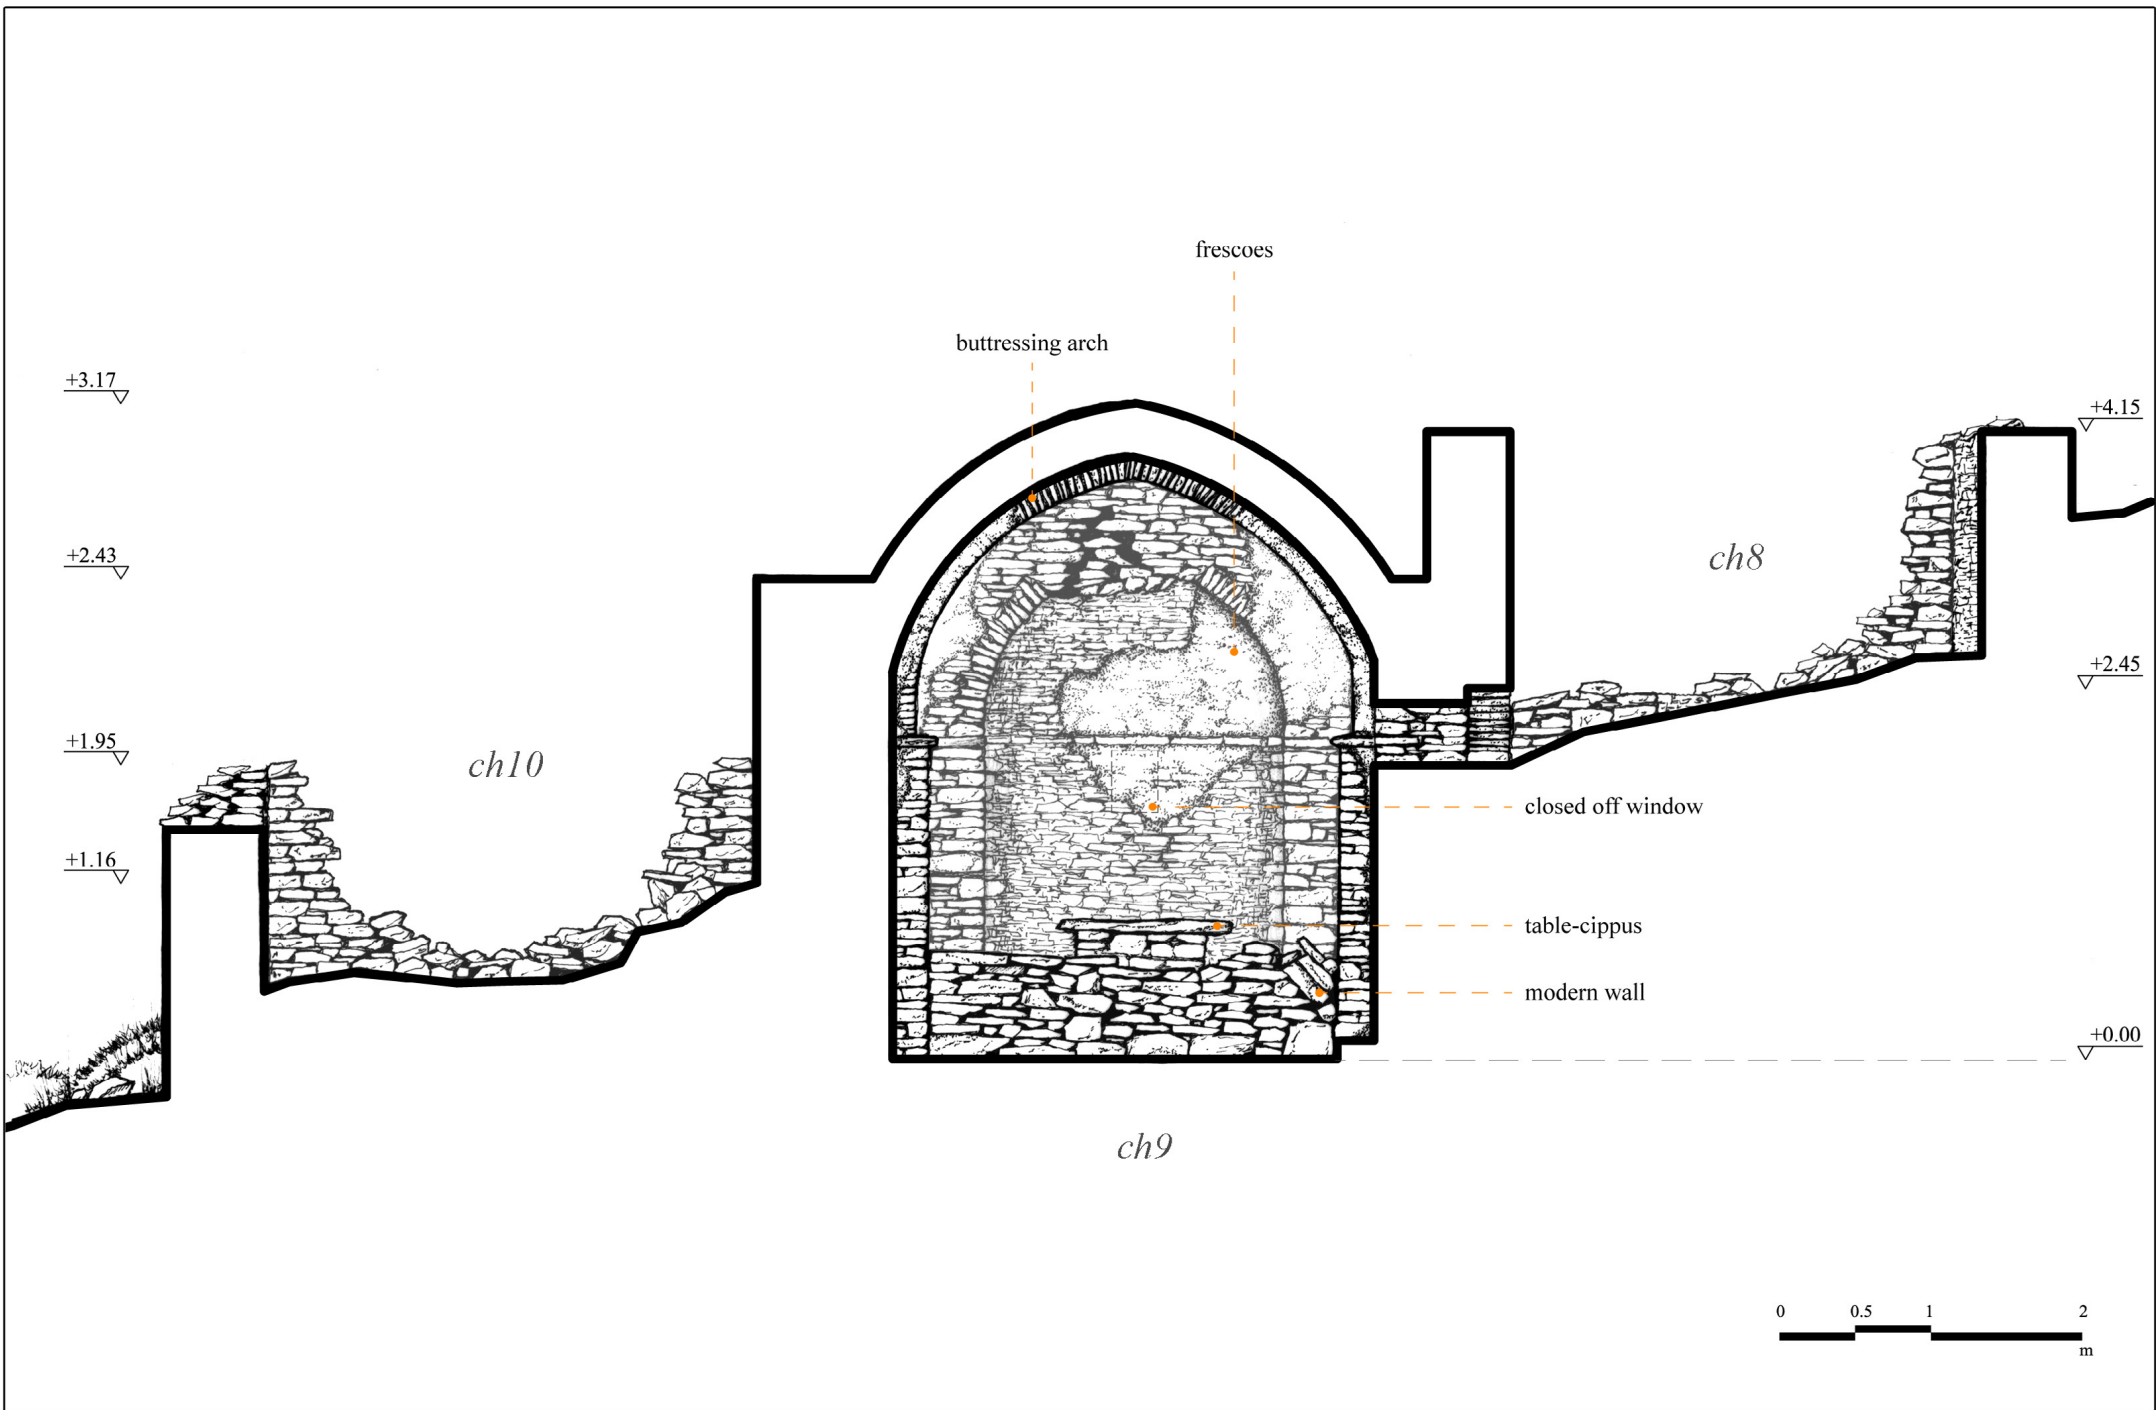 frescoes
buttressing arch
+3.17
+4.15
+2.43
ch8
+2.45
+1.95
ch10
closed off window
+1.16
table-cippus
modern wall
+0.00
ch9
0 0.5 1 2
m